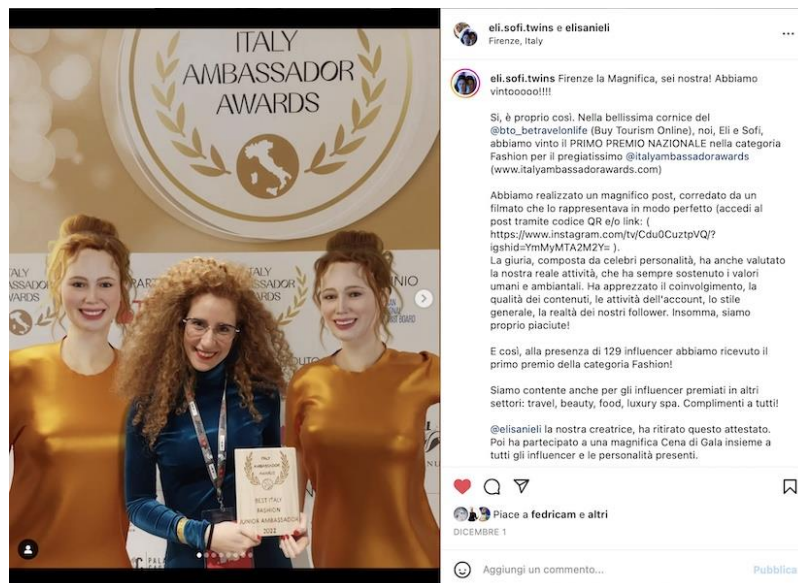 ITALY
AMBASSADOR
AWARDS
ITALY
AMBASSADOR
AWARDS
BEST ITALY
FASHION
JUNIOR AMBASSADOR
2022
eli.sofi.twins e elisanieli
Firenze, Italy
eli.sofi.twins Firenze la Magnifica, sei nostra! Abbiamo
vintooooo!!!!
Si, è proprio così. Nella bellissima cornice del
@bto_betravelonlife (Buy Tourism Online), noi, Eli e Sofi,
abbiamo vinto il PRIMO PREMIO NAZIONALE nella categoria
Fashion per il pregiatissimo @italyambassadorawards
(www.italyambassadorawards.com)
Abbiamo realizzato un magnifico post, corredato da un
filmato che lo rappresentava in modo perfetto (accedi al
post tramite codice QR e/o link: (
https://www.instagram.com/tv/Cdu0CuztpVQ/?
igshid=YmMyMTA2M2Y= ).
La giuria, composta da celebri personalità, ha anche valutato
la nostra reale attività, che ha sempre sostenuto i valori
umani e ambiantali. Ha apprezzato il coinvolgimento, la
qualità dei contenuti, le attività dell'account, lo stile
generale, la realtà dei nostri follower. Insomma, siamo
proprio piaciute!
E così, alla presenza di 129 influencer abbiamo ricevuto il
primo premio della categoria Fashion!
Siamo contente anche per gli influencer premiati in altri
settori: travel, beauty, food, luxury spa. Complimenti a tutti!
@elisanieli la nostra creatrice, ha ritirato questo attestato.
Poi ha partecipato a una magnifica Cena di Gala insieme a
tutti gli influencer e le personalità presenti.
Piace a fedricam e altri
DICEMBRE 1
Aggiungi un commento...
Pubblica